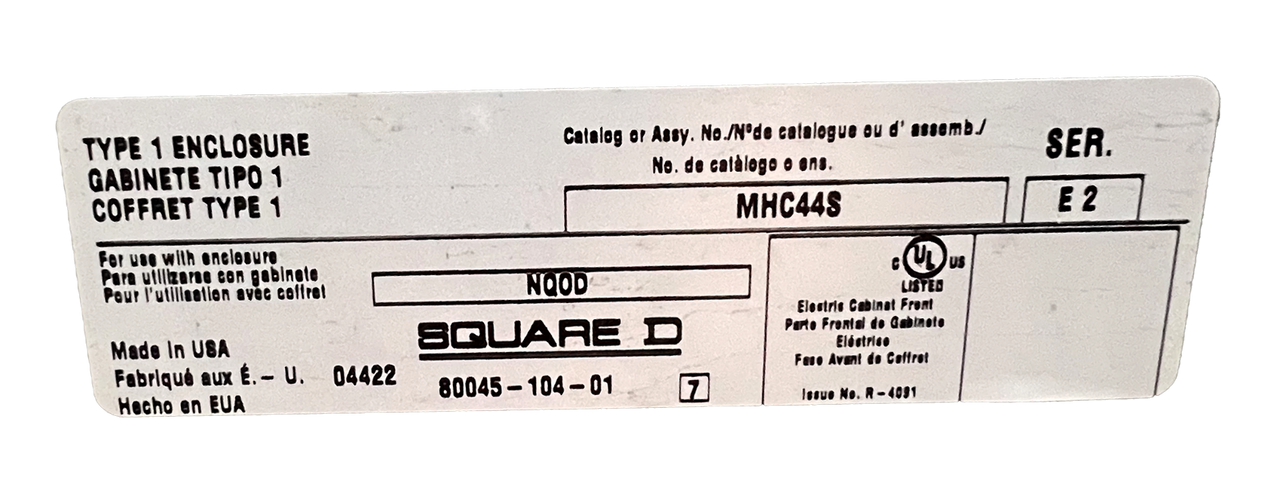 TYPE 1 ENCLOSURE
GABINETE TIPO 1
COFFRET TYPE 1
Catalog or Assy. No./Nºde catalogue ou d' assemb./
No. de catàlogo o ens.
MHC44S
SER.
E 2
For use with enclosure
Para utilizarse con gabinete
Pour l'utilisation avec coffret
NQOD
SQUARE D
Made In USA
Fabriqué aux É.– U. 04422
Hecho en EUA
80045–104–01
7
C UL US
LISTED
Electric Cabinet Front
Parte Frontal de Gabinete
Eléctrico
Face Avant de Coffret
Issue No. R–4091